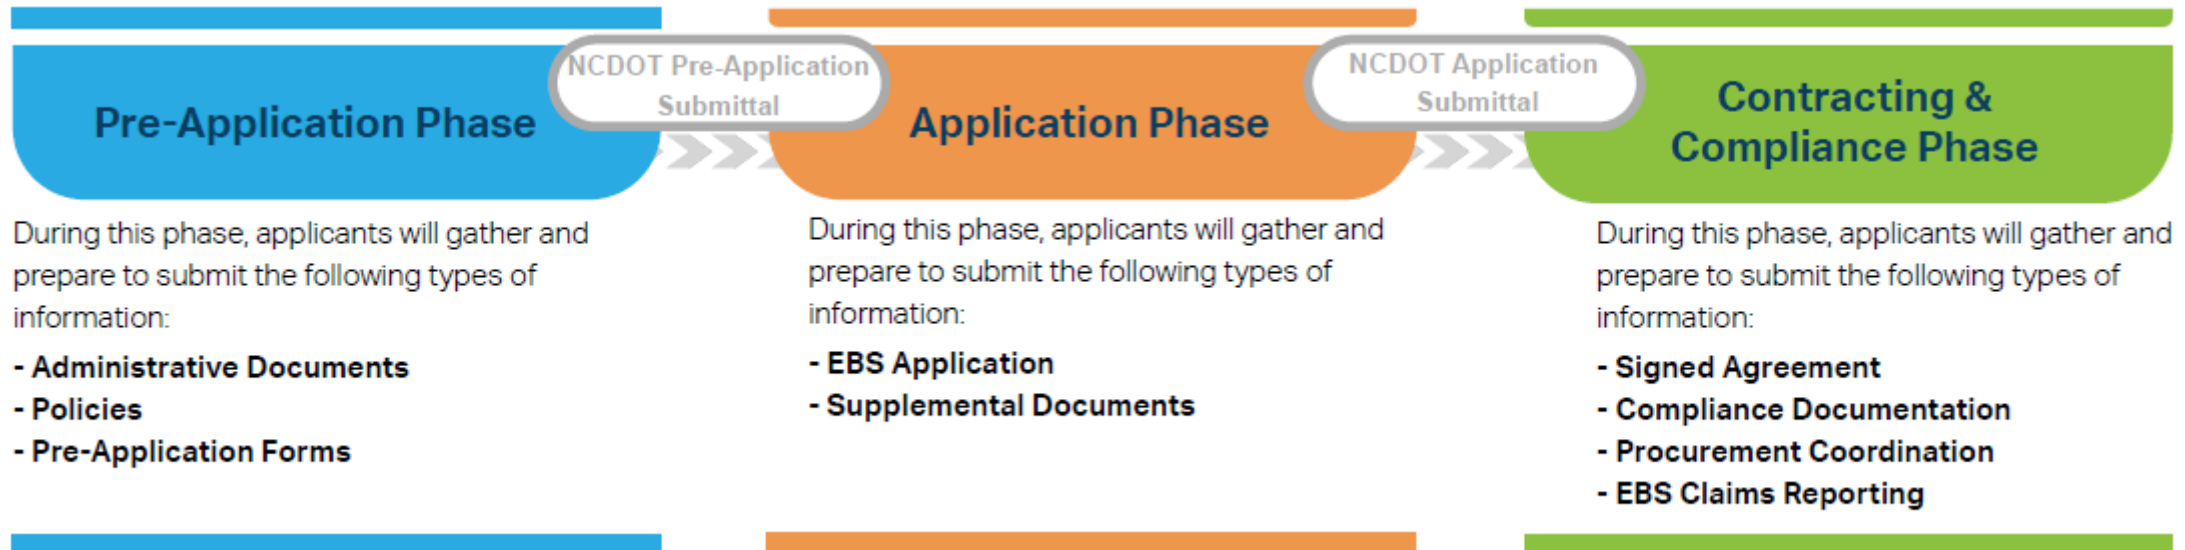 Pre-Application Phase
NCDOT Pre-Application
Submittal
Application Phase
NCDOT Application
Submittal
Contracting &
Compliance Phase
During this phase, applicants will gather and
prepare to submit the following types of
information:
- Administrative Documents
- Policies
- Pre-Application Forms
During this phase, applicants will gather and
prepare to submit the following types of
information:
- EBS Application
- Supplemental Documents
During this phase, applicants will gather and
prepare to submit the following types of
information:
- Signed Agreement
- Compliance Documentation
- Procurement Coordination
- EBS Claims Reporting